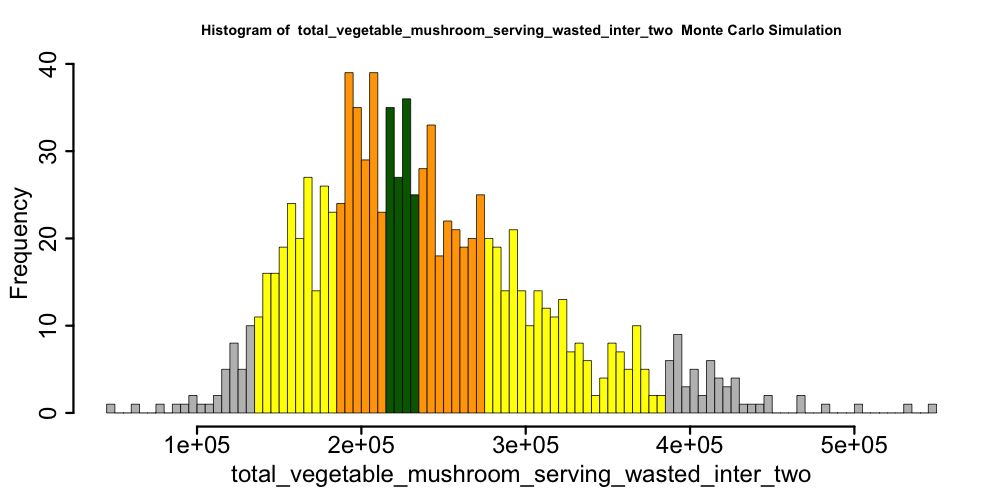 Histogram of  total_vegetable_mushroom_serving_wasted_inter_two  Monte Carlo Simulation
40
30
20
10
0
Frequency
1e+05 2e+05 3e+05 4e+05 5e+05
total_vegetable_mushroom_serving_wasted_inter_two